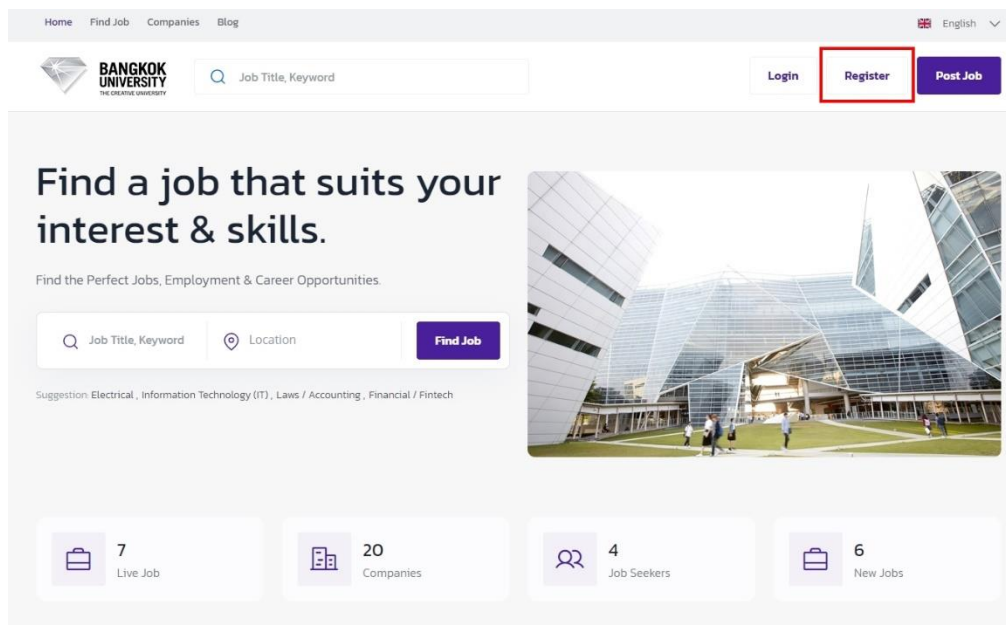 Home Find Job Companies Blog
English
BANGKOK
UNIVERSITY
THE CREATIVE UNIVERSITY
Job Title, Keyword
Login
Register
Post Job
Find a job that suits your
interest & skills.
Find the Perfect Jobs, Employment & Career Opportunities.
Job Title, Keyword
Location
Find Job
Suggestion: Electrical , Information Technology (IT) , Laws / Accounting , Financial / Fintech
7
Live Job
20
Companies
4
Job Seekers
6
New Jobs